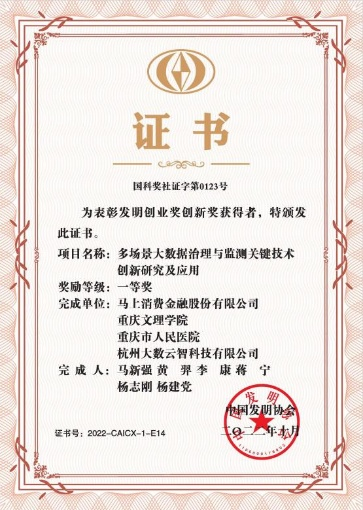 证书
国科奖社证字第0123号
为表彰发明创业奖创新奖获得者，特颁发
此证书。
项目名称：多场景大数据治理与监测关键技术
创新研究及应用
奖励等级：一等奖
完成单位：马上消费金融股份有限公司
重庆文理学院
重庆市人民医院
杭州大数云智科技有限公司
完成人：马新强 黄羿 李康 蒋宁
杨志刚 杨建党
中国发明协会
证书号：2022-CAICX-1-E14
二〇二二年十月
中国发明协会